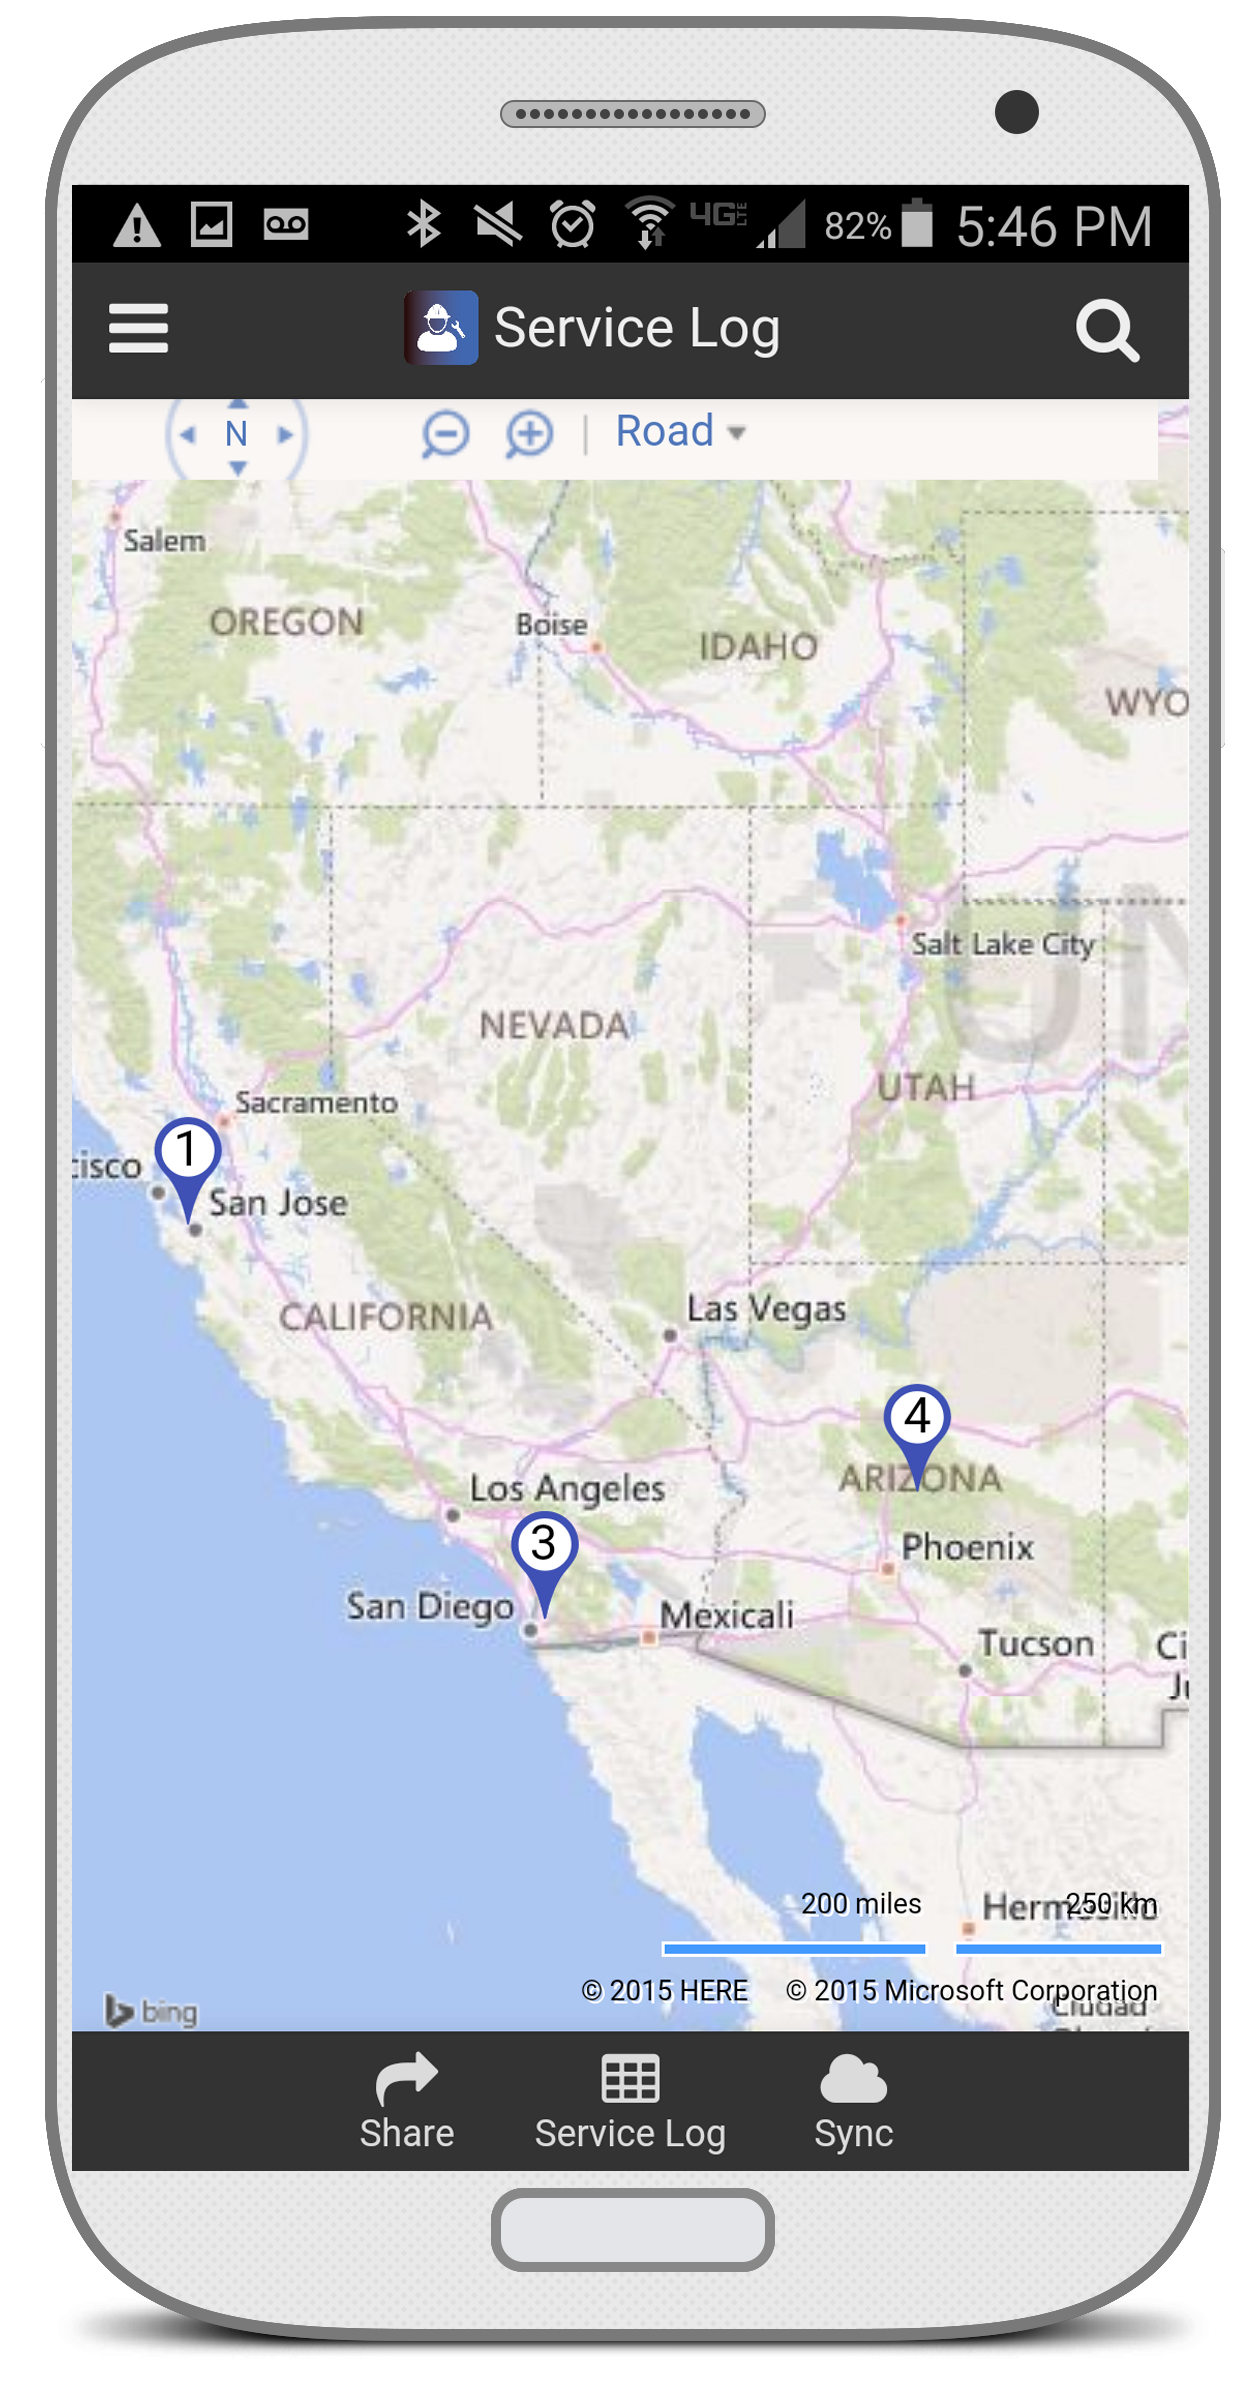 4G LTE 82% 5:46 PM
Service Log
N Road
Salem
OREGON
Boise
IDAHO
WYO
Salt Lake City
UN
NEVADA
UTAH
Sacramento
1
cisco
San Jose
Las Vegas
CALIFORNIA
4
ARIZONA
Los Angeles
3
Phoenix
San Diego
Mexicali
Tucson
Ci
Ju
200 miles 250 km
Hermosillo
© 2015 HERE © 2015 Microsoft Corporation
Ciudad
bing
Share Service Log Sync